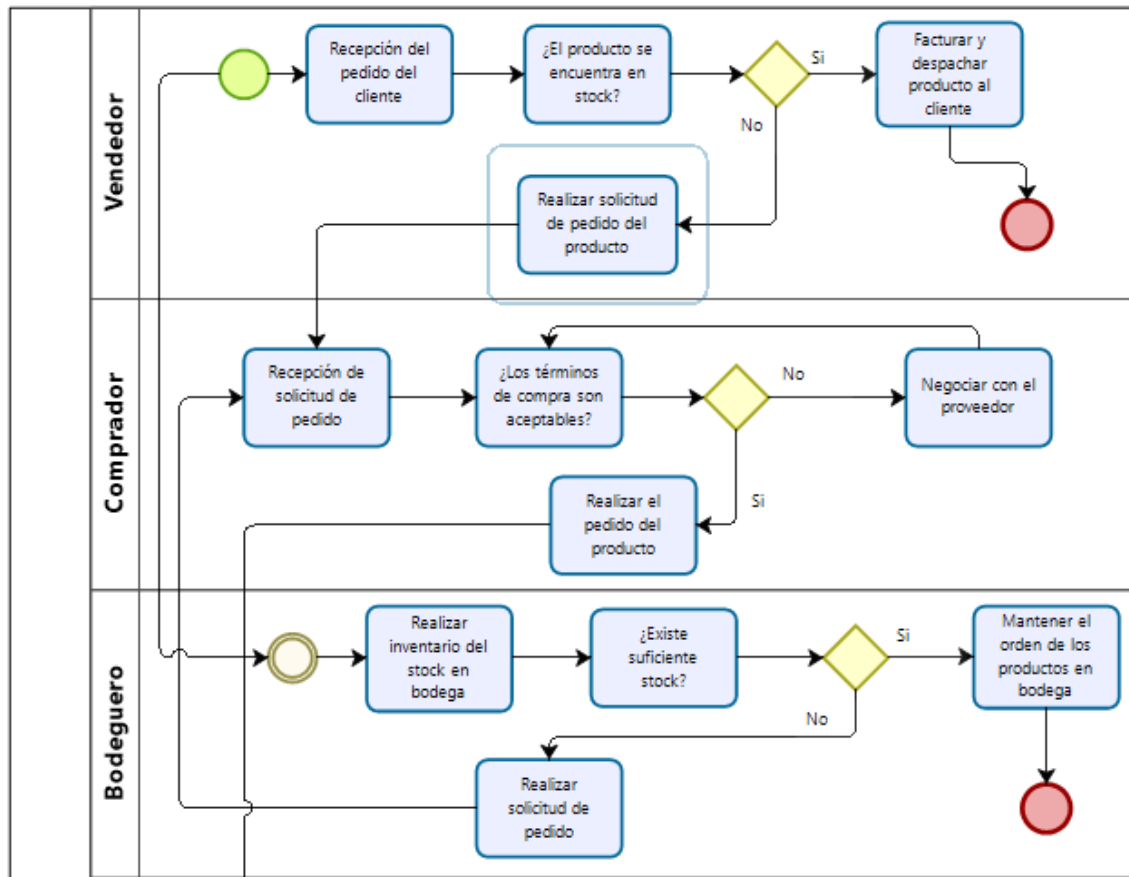 Vendedor
Recepción del
pedido del
cliente
¿El producto se
encuentra en
stock?
Si
No
Facturar y
despachar
producto al
cliente
Realizar solicitud
de pedido del
producto
Comprador
Recepción de
solicitud de
pedido
¿Los términos
de compra son
aceptables?
No
Si
Negociar con el
proveedor
Realizar el
pedido del
producto
Bodeguero
Realizar
inventario del
stock en
bodega
¿Existe
suficiente
stock?
Si
No
Mantener el
orden de los
productos en
bodega
Realizar
solicitud de
pedido